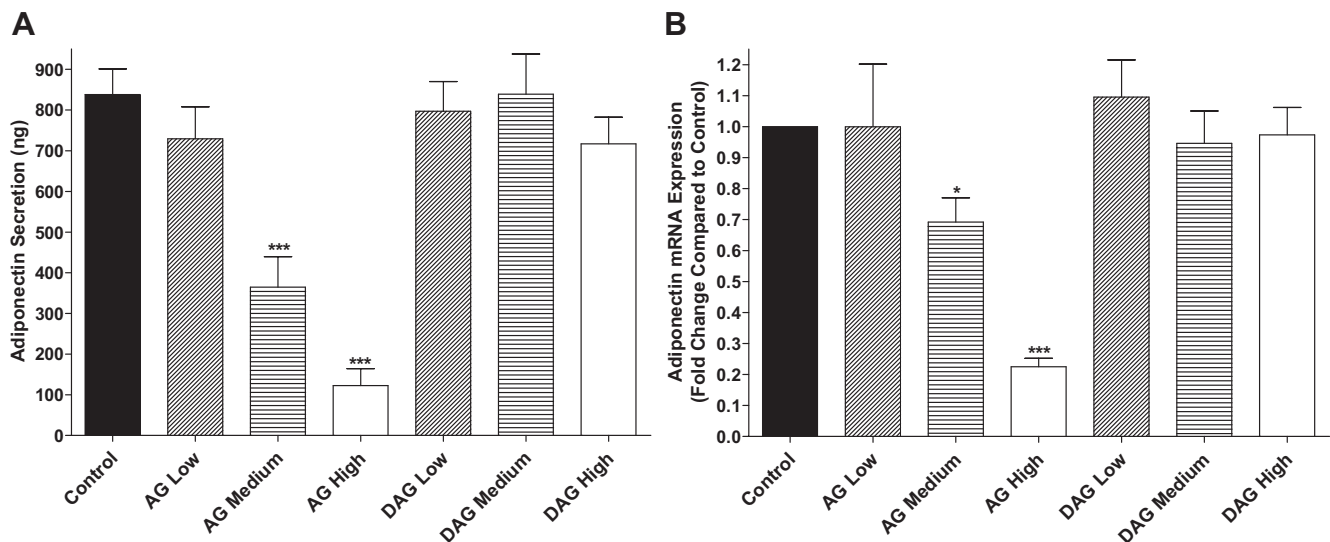 A
Adiponectin Secretion (ng)
900
800
700
600
500
400
300
200
100
0
***
***
Control
AG Low
AG Medium
AG High
DAG Low
DAG Medium
DAG High
B
Adiponectin mRNA Expression
(Fold Change Compared to Control)
1.2
1.1
1.0
0.9
0.8
0.7
0.6
0.5
0.4
0.3
0.2
0.1
0.0
*
***
Control
AG Low
AG Medium
AG High
DAG Low
DAG Medium
DAG High